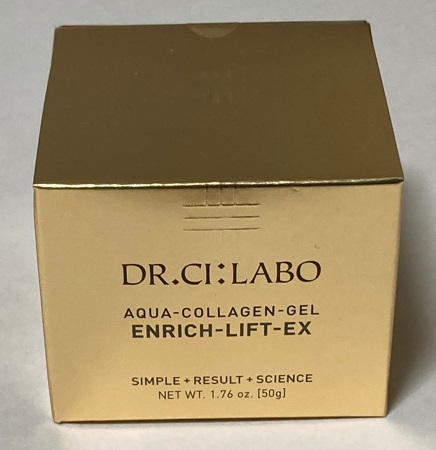 DR.CI:LABO
AQUA-COLLAGEN-GEL
ENRICH-LIFT-EX
SIMPLE + RESULT + SCIENCE
NET WT. 1.76 oz. [50g]